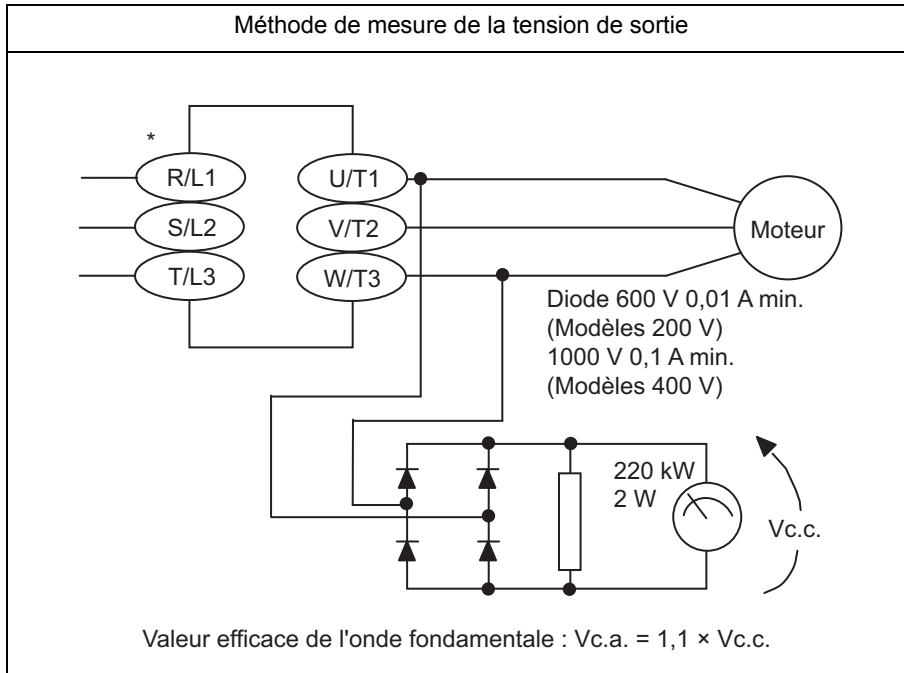 Méthode de mesure de la tension de sortie
*
R/L1
U/T1
S/L2
V/T2
Moteur
T/L3
W/T3
Diode 600 V 0,01 A min.
(Modèles 200 V)
1000 V 0,1 A min.
(Modèles 400 V)
220 kW
2 W
Vc.c.
Valeur efficace de l'onde fondamentale : Vc.a. = 1,1 × Vc.c.